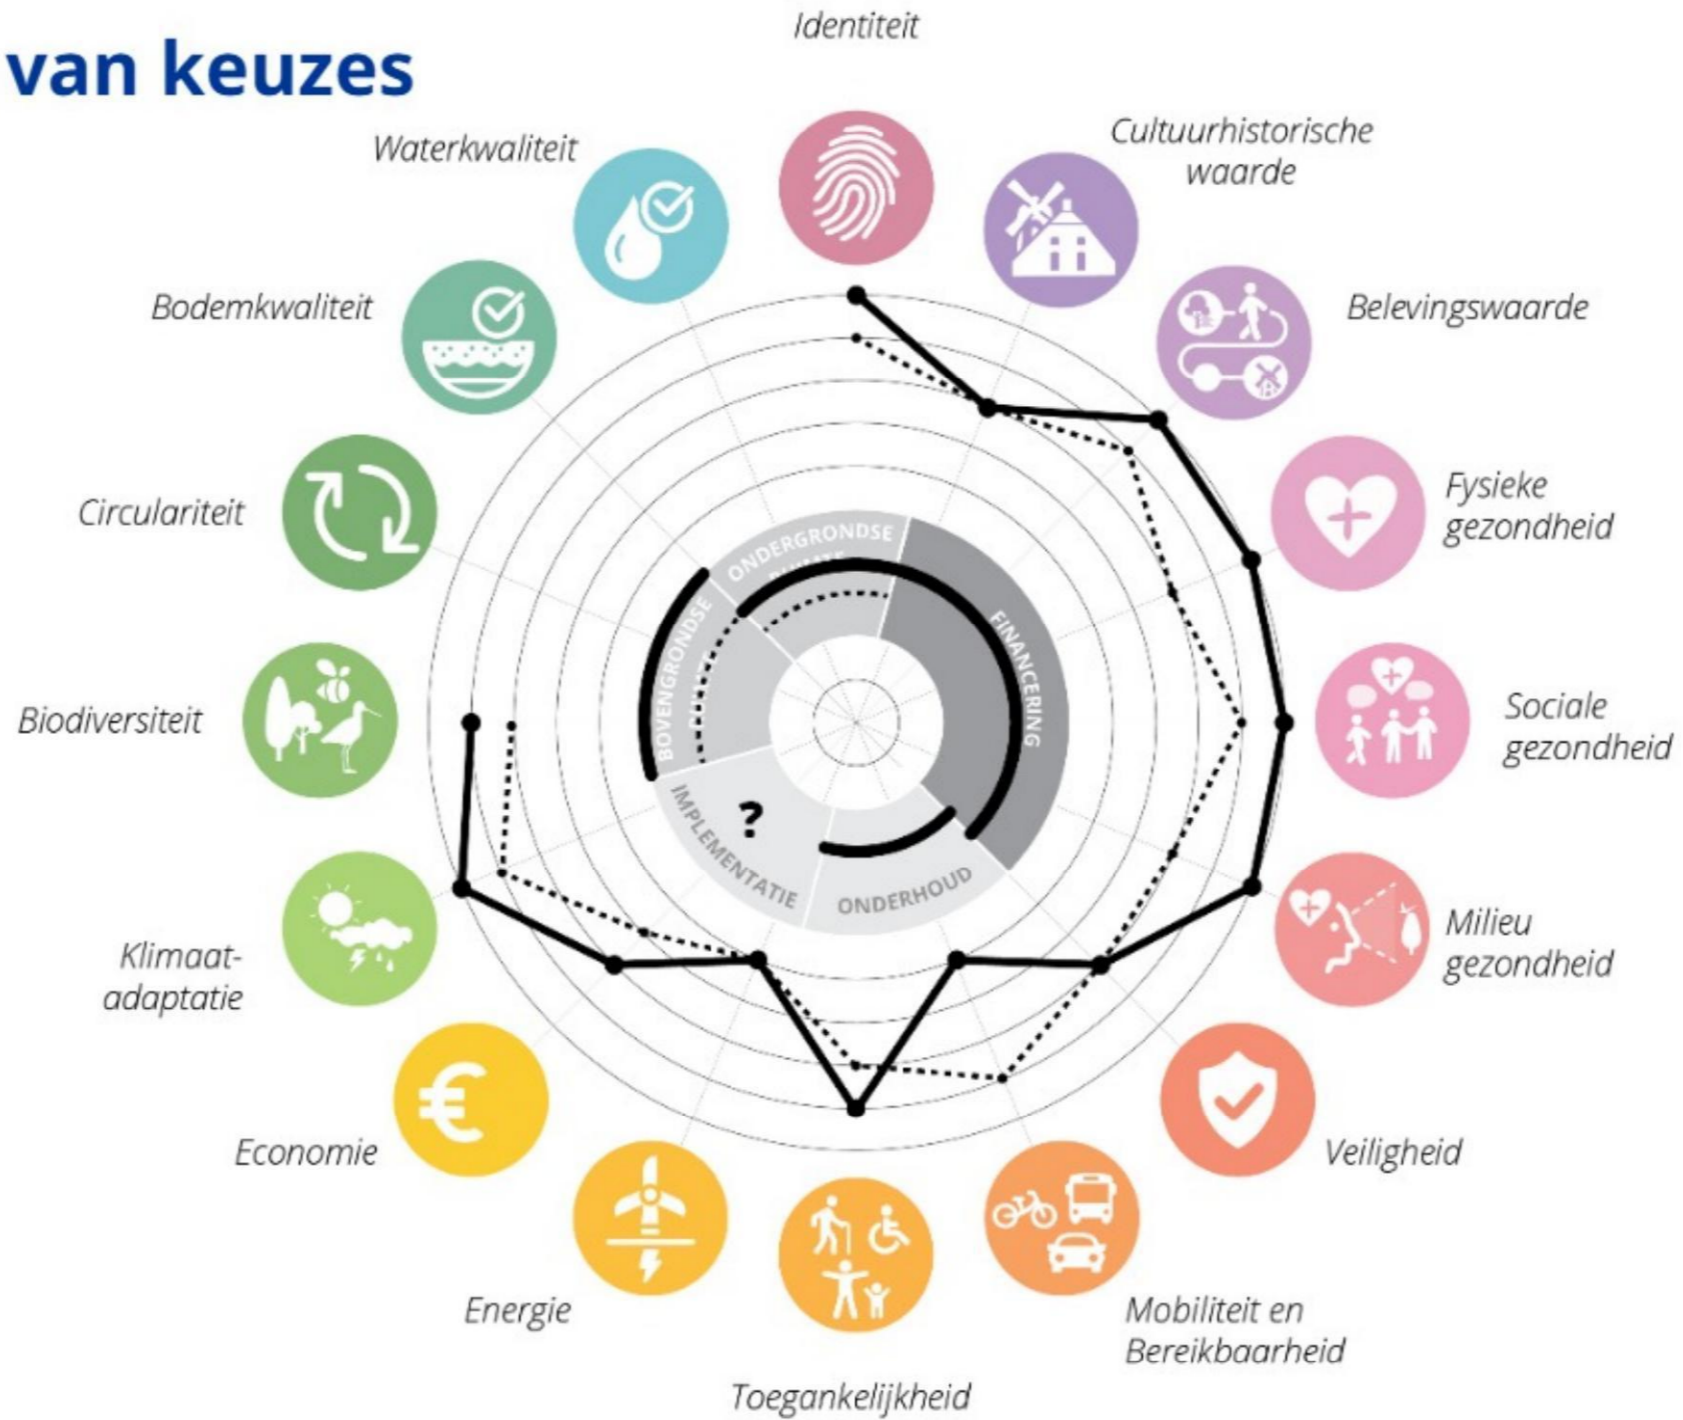 van keuzes
Identiteit
Waterkwaliteit
Cultuurhistorische
waarde
Bodemkwaliteit
Belevingswaarde
Circulariteit
Fysieke
gezondheid
ONDERGRONDSE
BOVENGRONDSE
FINANCERING
Biodiversiteit
Sociale
gezondheid
?
IMPLEMENTATIE
ONDERHOUD
Klimaat-
adaptatie
Milieu
gezondheid
€
Economie
Veiligheid
Energie
Mobiliteit en
Bereikbaarheid
Toegankelijkheid